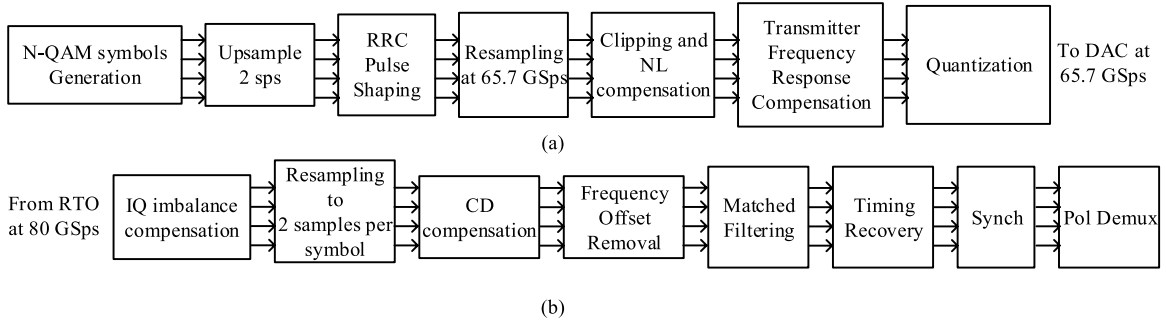 N-QAM symbols
Generation
Upsample
2 sps
RRC
Pulse
Shaping
Resampling
at 65.7 GSps
Clipping and
NL
compensation
Transmitter
Frequency
Response
Compensation
Quantization
To DAC at
65.7 GSps
(a)
From RTO
at 80 GSps
IQ imbalance
compensation
Resampling
to
2 samples per
symbol
CD
compensation
Frequency
Offset
Removal
Matched
Filtering
Timing
Recovery
Synch
Pol Demux
(b)